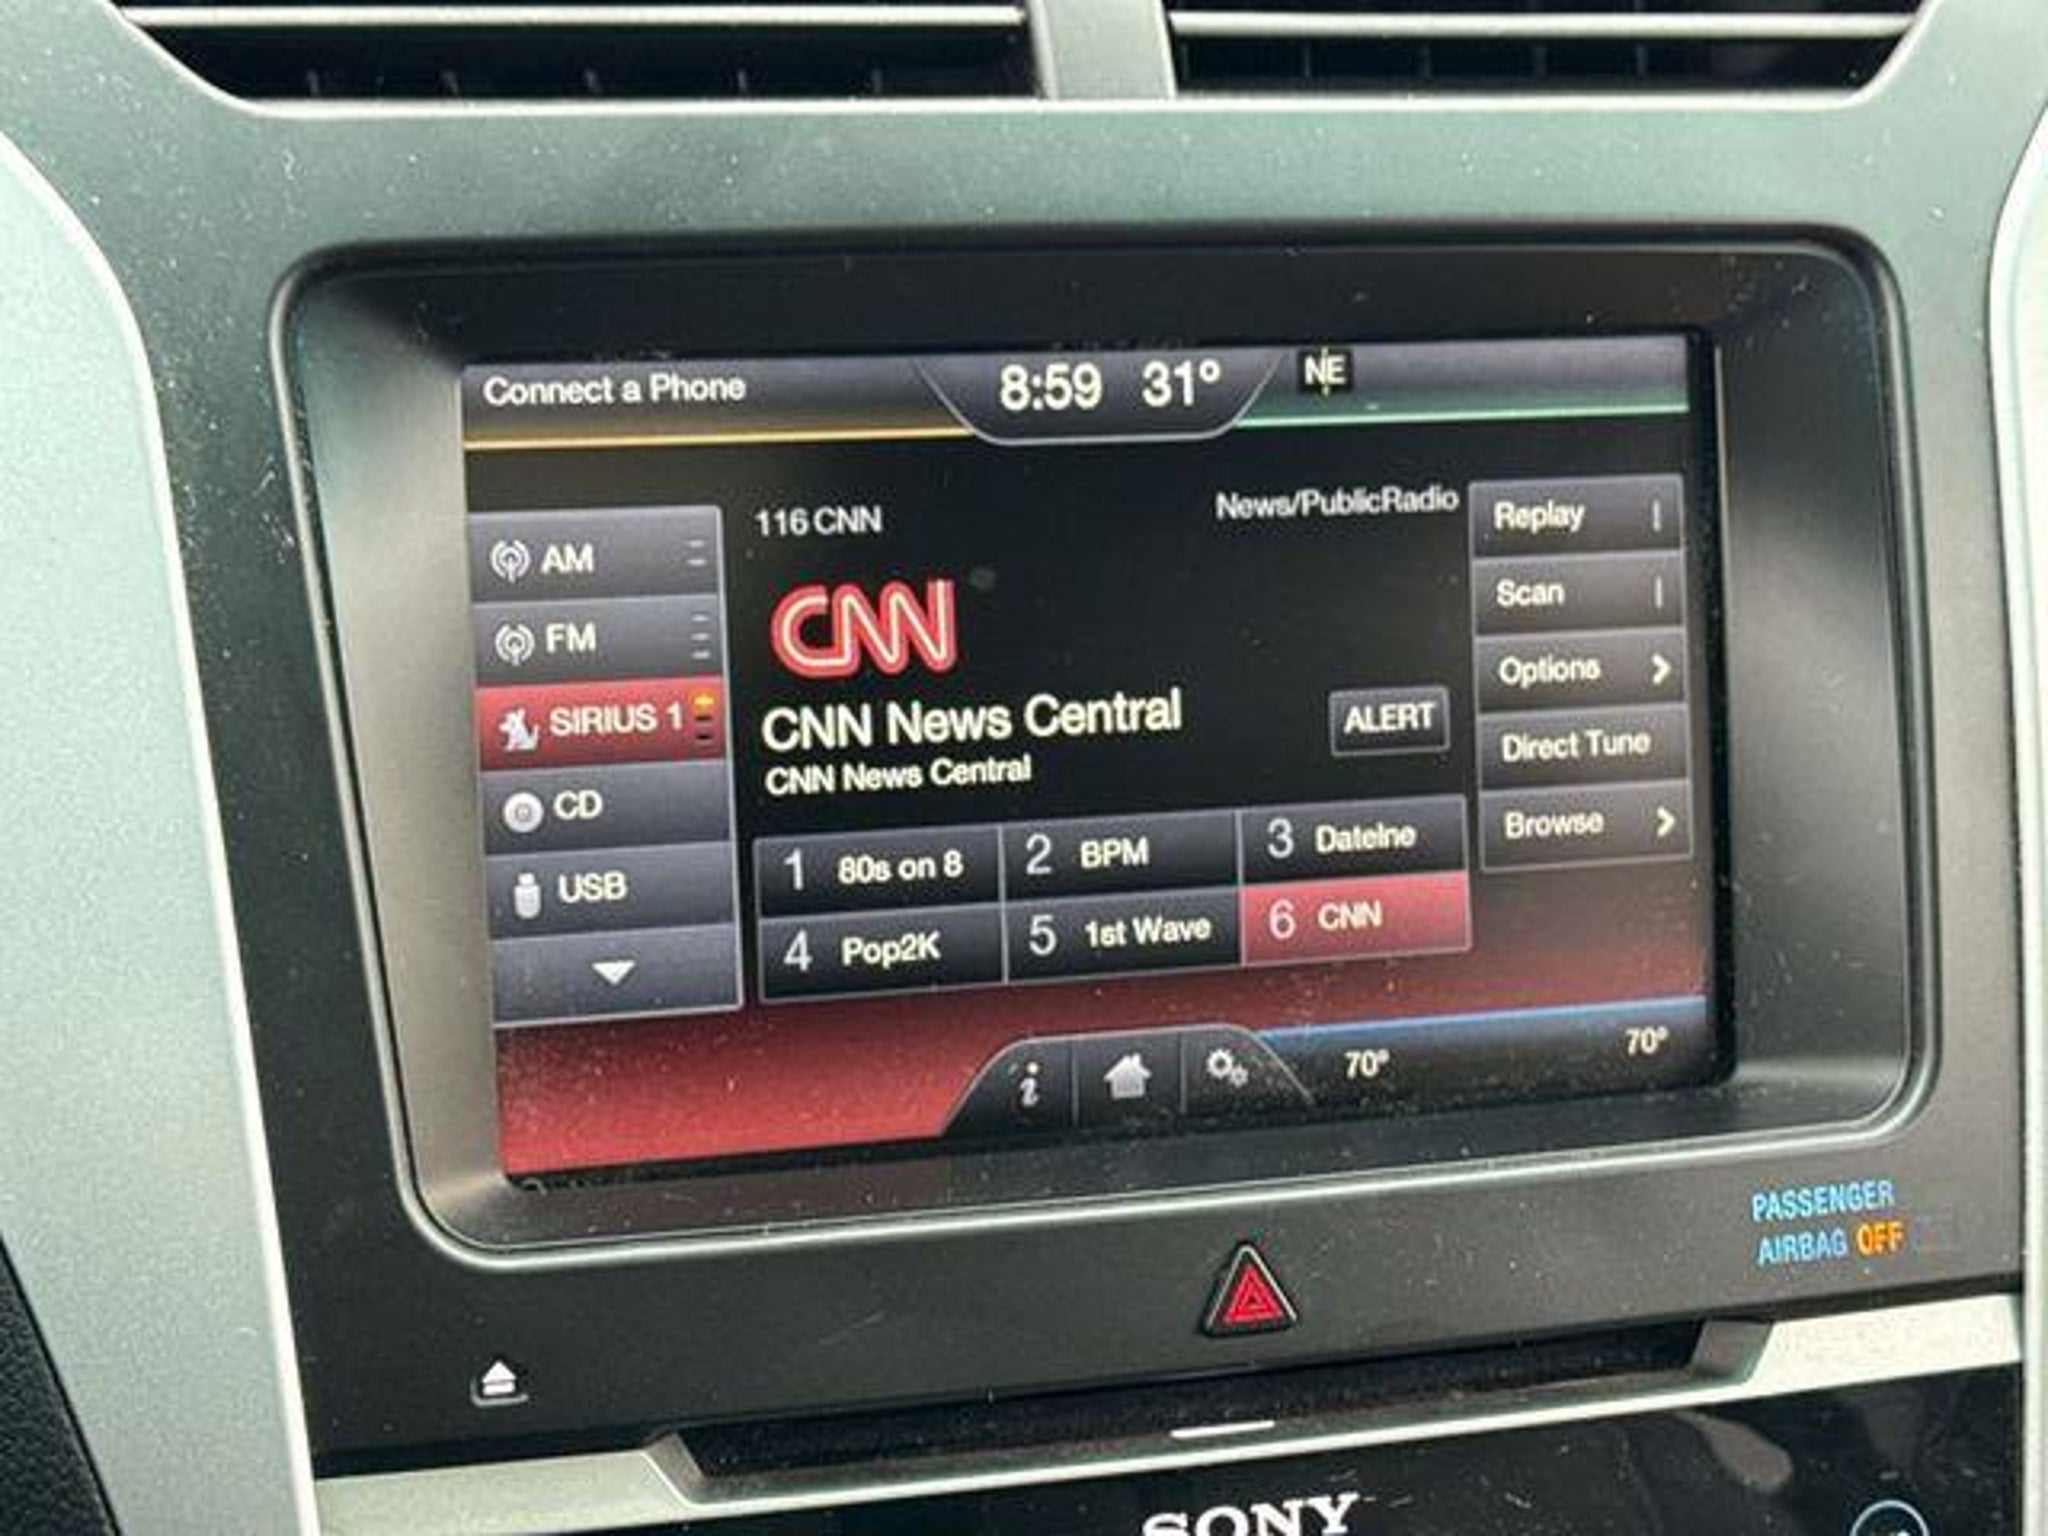 Connect a Phone
8:59 31°
NE
116 CNN
News/PublicRadio
CNN
CNN News Central
CNN News Central
ALERT
AM
FM
SIRIUS 1
CD
USB
Replay
Scan
Options
Direct Tune
Browse
1 80s on 8
2 BPM
3 Dateline
4 Pop2K
5 1st Wave
6 CNN
i
70°
70°
PASSENGER
AIRBAG OFF
SONY